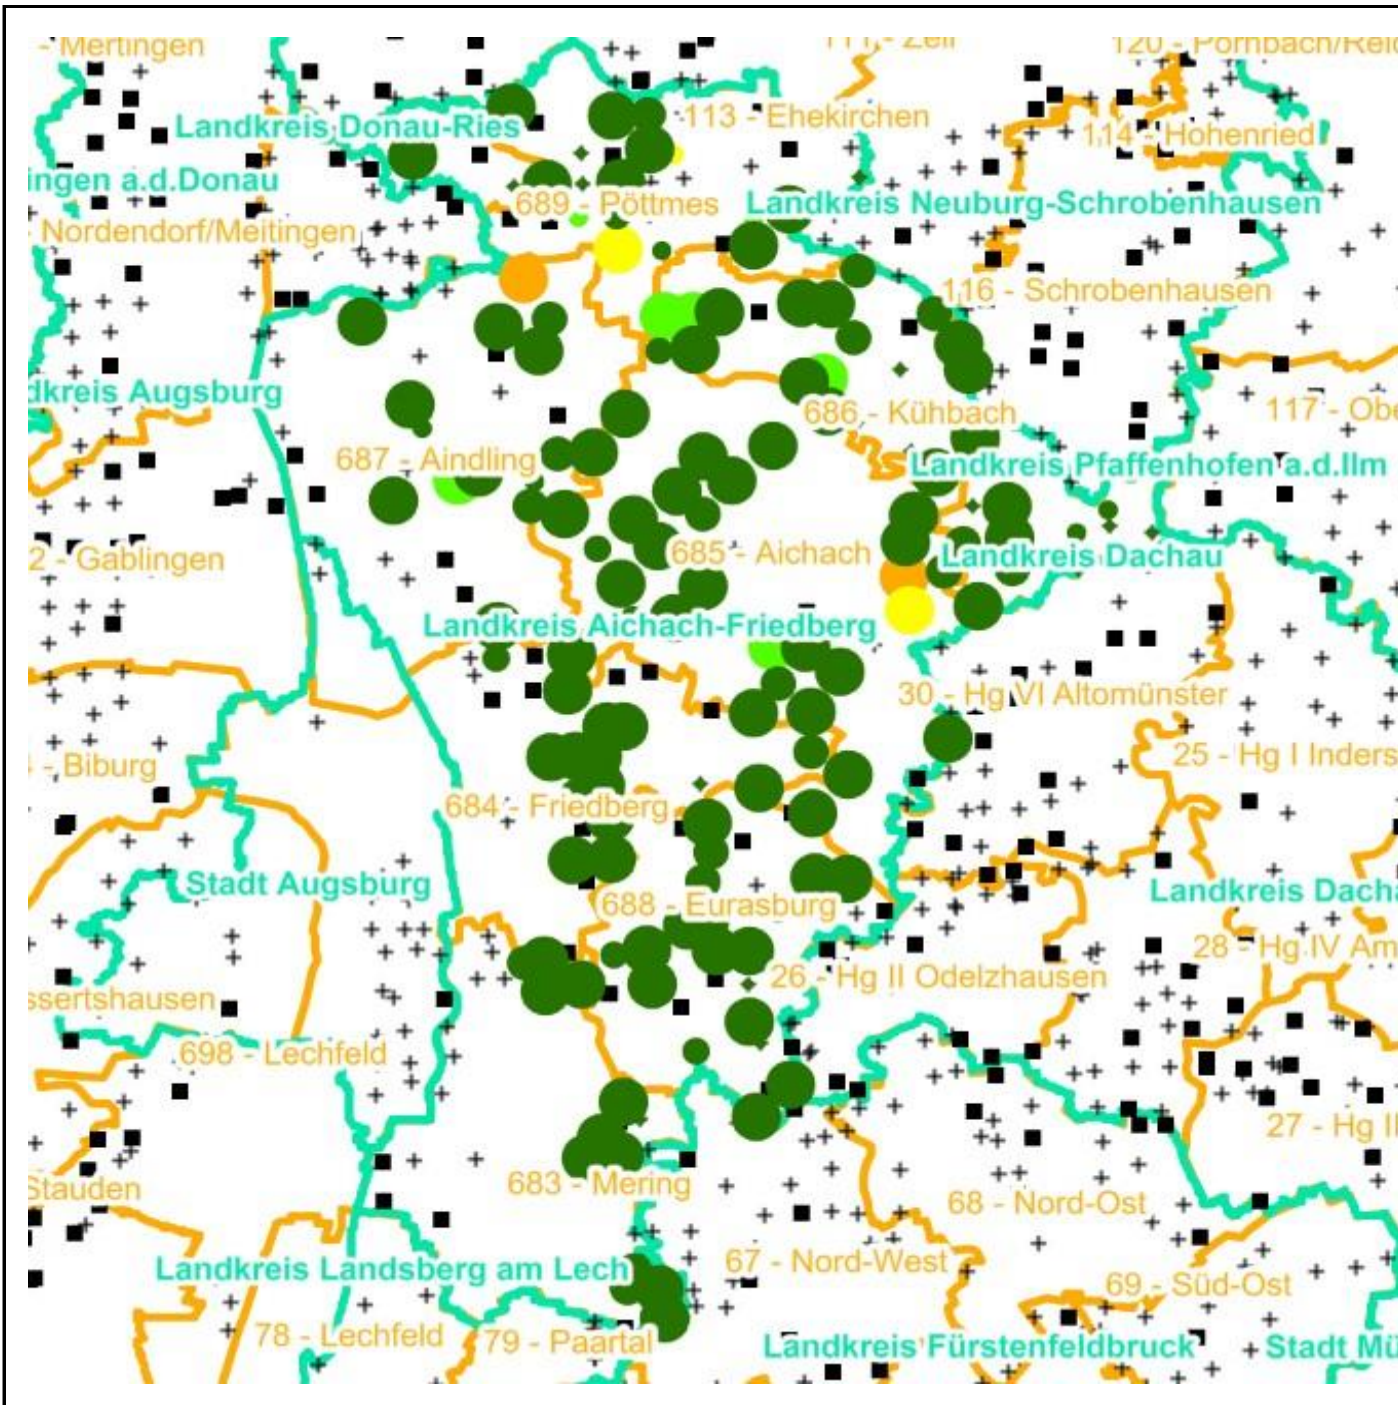 - Mertingen
111 - Zell
113 - Ehekirchen
114 - Hohenried
Landkreis Donau-Ries
ingen a.d.Donau
689 - Pöttmes
Landkreis Neuburg-Schrobenhausen
Nordendorf/Meitingen
116 - Schrobenhausen
dkreis Augsburg
686 - Kühbach
117 - Obe
687 - Aindling
Landkreis Pfaffenhofen a.d.Ilm
2 - Gablingen
685 - Aichach
Landkreis Dachau
Landkreis Aichach-Friedberg
30 - Hg VI Altomünster
- Biburg
25 - Hg I Inders
684 - Friedberg
Stadt Augsburg
Landkreis Dacha
688 - Eurasburg
28 - Hg IV Am
26 - Hg II Odelzhausen
ssertshausen
698 - Lechfeld
27 - Hg II
Stauden
683 - Mering
68 - Nord-Ost
67 - Nord-West
Landkreis Landsberg am Lech
69 - Süd-Ost
78 - Lechfeld
79 - Paartal
Landkreis Fürstenfeldbruck
Stadt Mü